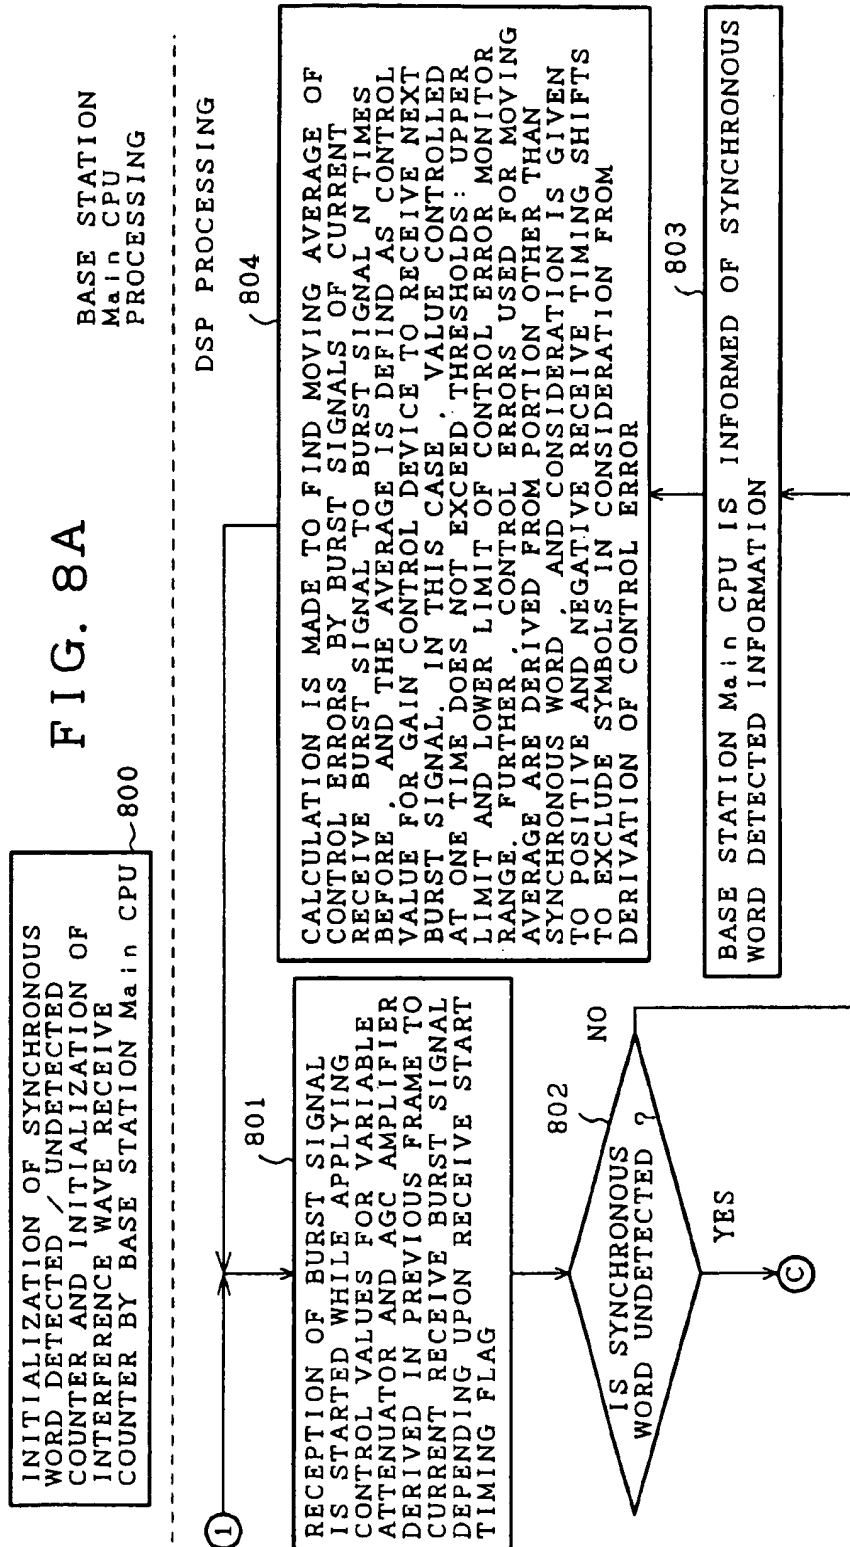 FIG. 8A
INITIALIZATION OF SYNCHRONOUS
WORD DETECTED / UNDETECTED
COUNTER AND INITIALIZATION OF
INTERFERENCE WAVE RECEIVE
COUNTER BY BASE STATION Main CPU
800
BASE STATION
Main CPU
PROCESSING
DSP PROCESSING
1
801
RECEPTION OF BURST SIGNAL
IS STARTED WHILE APPLYING
CONTROL VALUES FOR VARIABLE
ATTENUATOR AND AGC AMPLIFIER
DERIVED IN PREVIOUS FRAME TO
CURRENT RECEIVE BURST SIGNAL
DEPENDING UPON RECEIVE START
TIMING FLAG
802
IS SYNCHRONOUS
WORD UNDETECTED ?
NO
YES
C
804
CALCULATION IS MADE TO FIND MOVING AVERAGE OF
CONTROL ERRORS BY BURST SIGNALS OF CURRENT
RECEIVE BURST SIGNAL TO BURST SIGNAL N TIMES
BEFORE , AND THE AVERAGE IS DEFIND AS CONTROL
VALUE FOR GAIN CONTROL DEVICE TO RECEIVE NEXT
BURST SIGNAL. IN THIS CASE , VALUE CONTROLLED
AT ONE TIME DOES NOT EXCEED THRESHOLDS: UPPER
LIMIT AND LOWER LIMIT OF CONTROL ERROR MONITOR
RANGE. FURTHER , CONTROL ERRORS USED FOR MOVING
AVERAGE ARE DERIVED FROM PORTION OTHER THAN
SYNCHRONOUS WORD , AND CONSIDERATION IS GIVEN
TO POSITIVE AND NEGATIVE RECEIVE TIMING SHIFTS
TO EXCLUDE SYMBOLS IN CONSIDERATION FROM
DERIVATION OF CONTROL ERROR
803
BASE STATION Main CPU IS INFORMED OF SYNCHRONOUS
WORD DETECTED INFORMATION